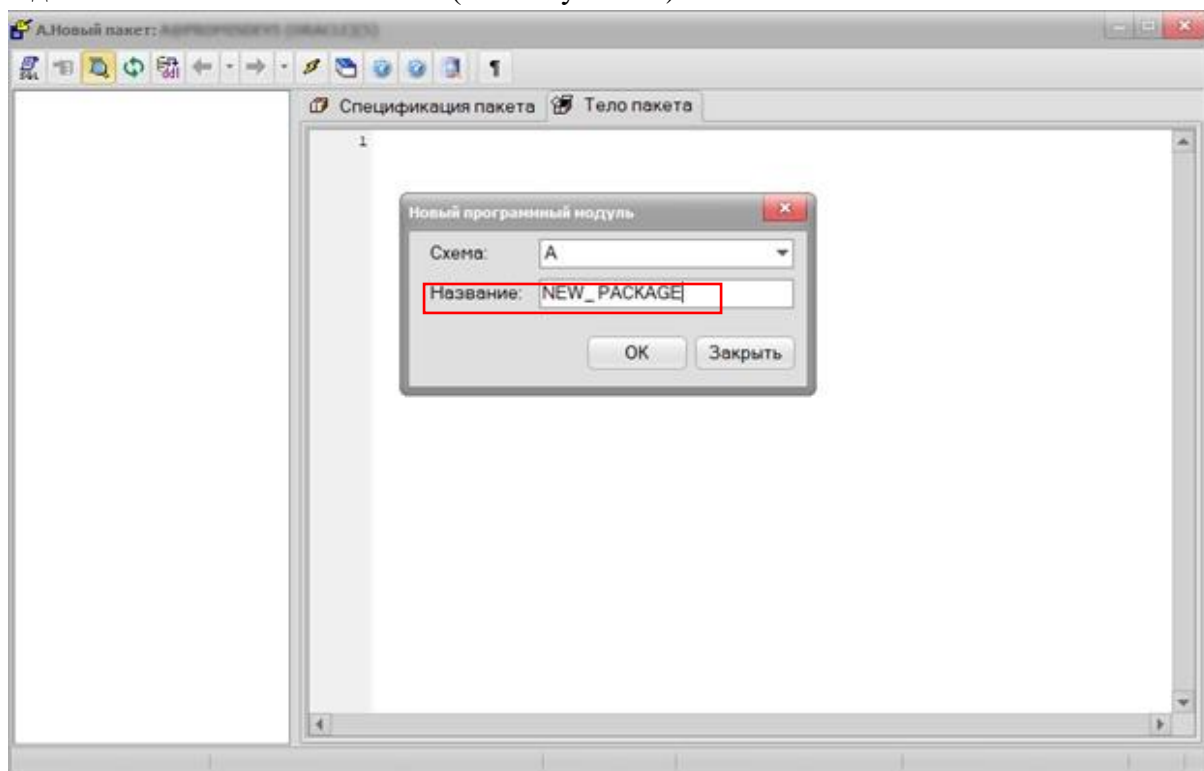 А.Новый пакет:
Спецификация пакета Тело пакета
1
Новый программный модуль
Схема: A
Название: NEW_ PACKAGE
OK Закрыть